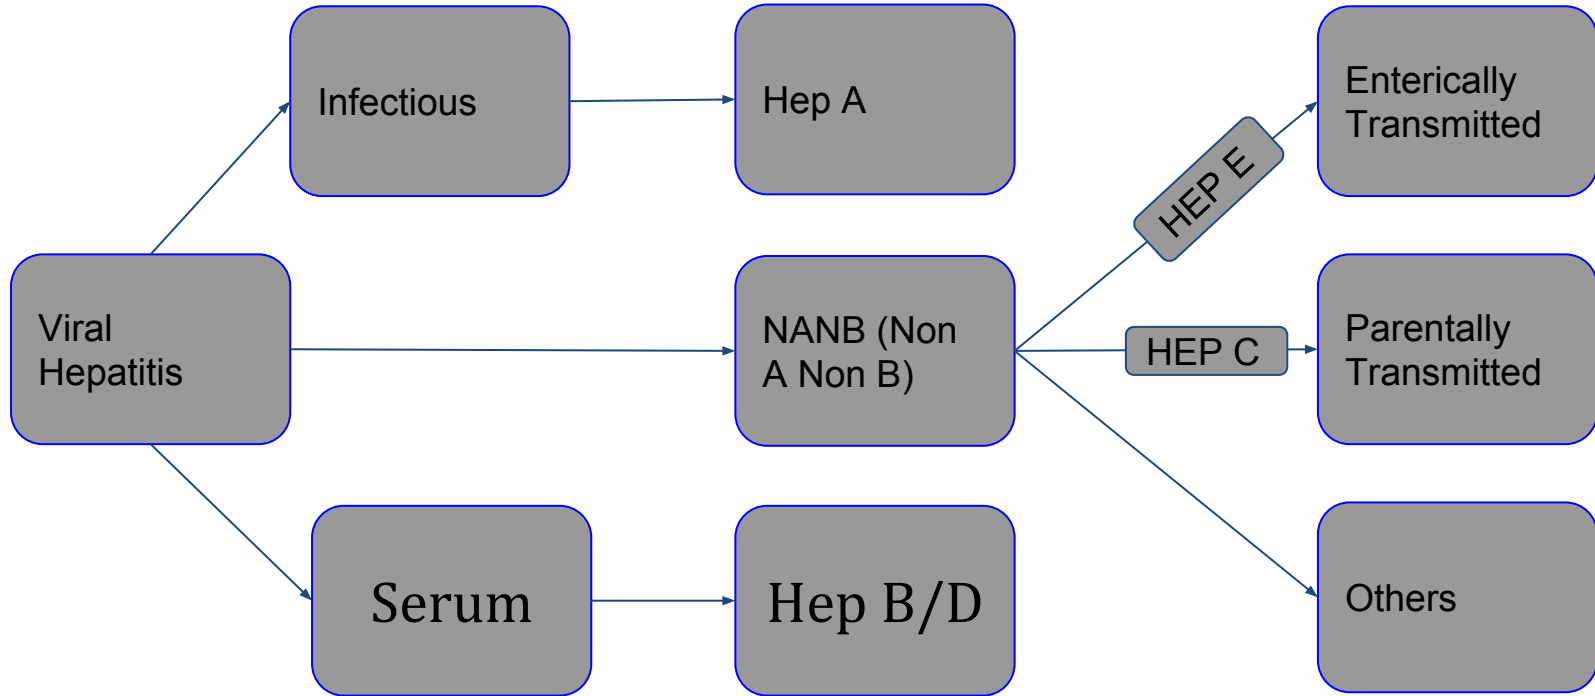 Infectious
Hep A
Enterically
Transmitted
HEP E
Viral
Hepatitis
NANB (Non
A Non B)
HEP C
Parentally
Transmitted
Serum
Hep B/D
Others